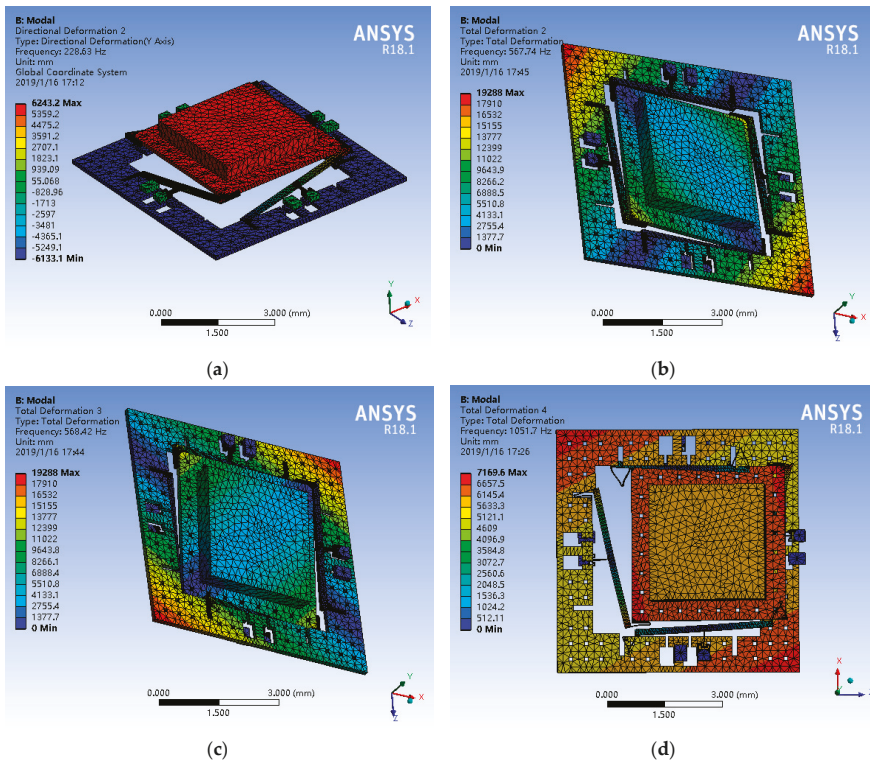 B: Modal
Directional Deformation 2
Type: Directional Deformation(Y Axis)
Frequency: 228.63 Hz
Unit: mm
Global Coordinate System
2019/1/16 17:12
ANSYS
R18.1
6243.2 Max
5359.2
4475.2
3591.2
2707.1
1823.1
939.09
55.068
-828.96
-1713
-2597
-3481
-4365.1
-5249.1
-6133.1 Min
0.000
3.000 (mm)
1.500
Y
X
Z
(a)
B: Modal
Total Deformation 2
Type: Total Deformation
Frequency: 567.74 Hz
Unit: mm
2019/1/16 17:45
ANSYS
R18.1
19288 Max
17910
16532
15155
13777
12399
11022
9643.9
8266.2
6888.5
5510.8
4133.1
2755.4
1377.7
0 Min
0.000
3.000 (mm)
1.500
Y
X
Z
(b)
B: Modal
Total Deformation 3
Type: Total Deformation
Frequency: 568.42 Hz
Unit: mm
2019/1/16 17:44
ANSYS
R18.1
19288 Max
17910
16532
15155
13777
12399
11022
9643.8
8266.1
6888.4
5510.8
4133.1
2755.4
1377.7
0 Min
0.000
3.000 (mm)
1.500
Y
X
Z
(c)
B: Modal
Total Deformation 4
Type: Total Deformation
Frequency: 1051.7 Hz
Unit: mm
2019/1/16 17:26
ANSYS
R18.1
7169.6 Max
6657.5
6145.4
5633.3
5121.1
4609
4096.9
3584.8
3072.7
2560.6
2048.5
1536.3
1024.2
512.11
0 Min
0.000
3.000 (mm)
1.500
X
Z
(d)